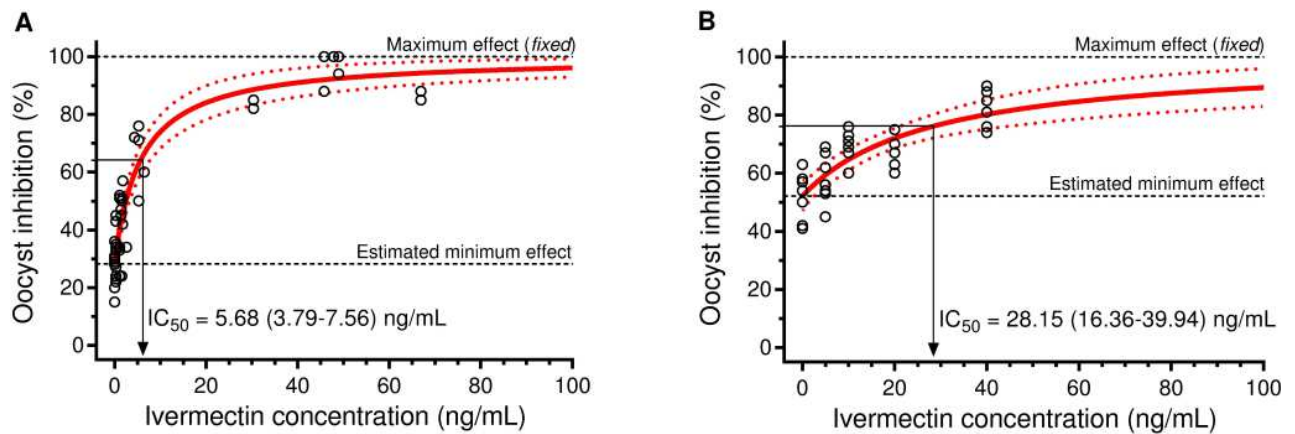 A
Oocyst inhibition (%)
100
80
60
40
20
0
Maximum effect (fixed)
Estimated minimum effect
IC50 = 5.68 (3.79-7.56) ng/mL
0 20 40 60 80 100
Ivermectin concentration (ng/mL)
B
Oocyst inhibition (%)
100
80
60
40
20
0
Maximum effect (fixed)
Estimated minimum effect
IC50 = 28.15 (16.36-39.94) ng/mL
0 20 40 60 80 100
Ivermectin concentration (ng/mL)